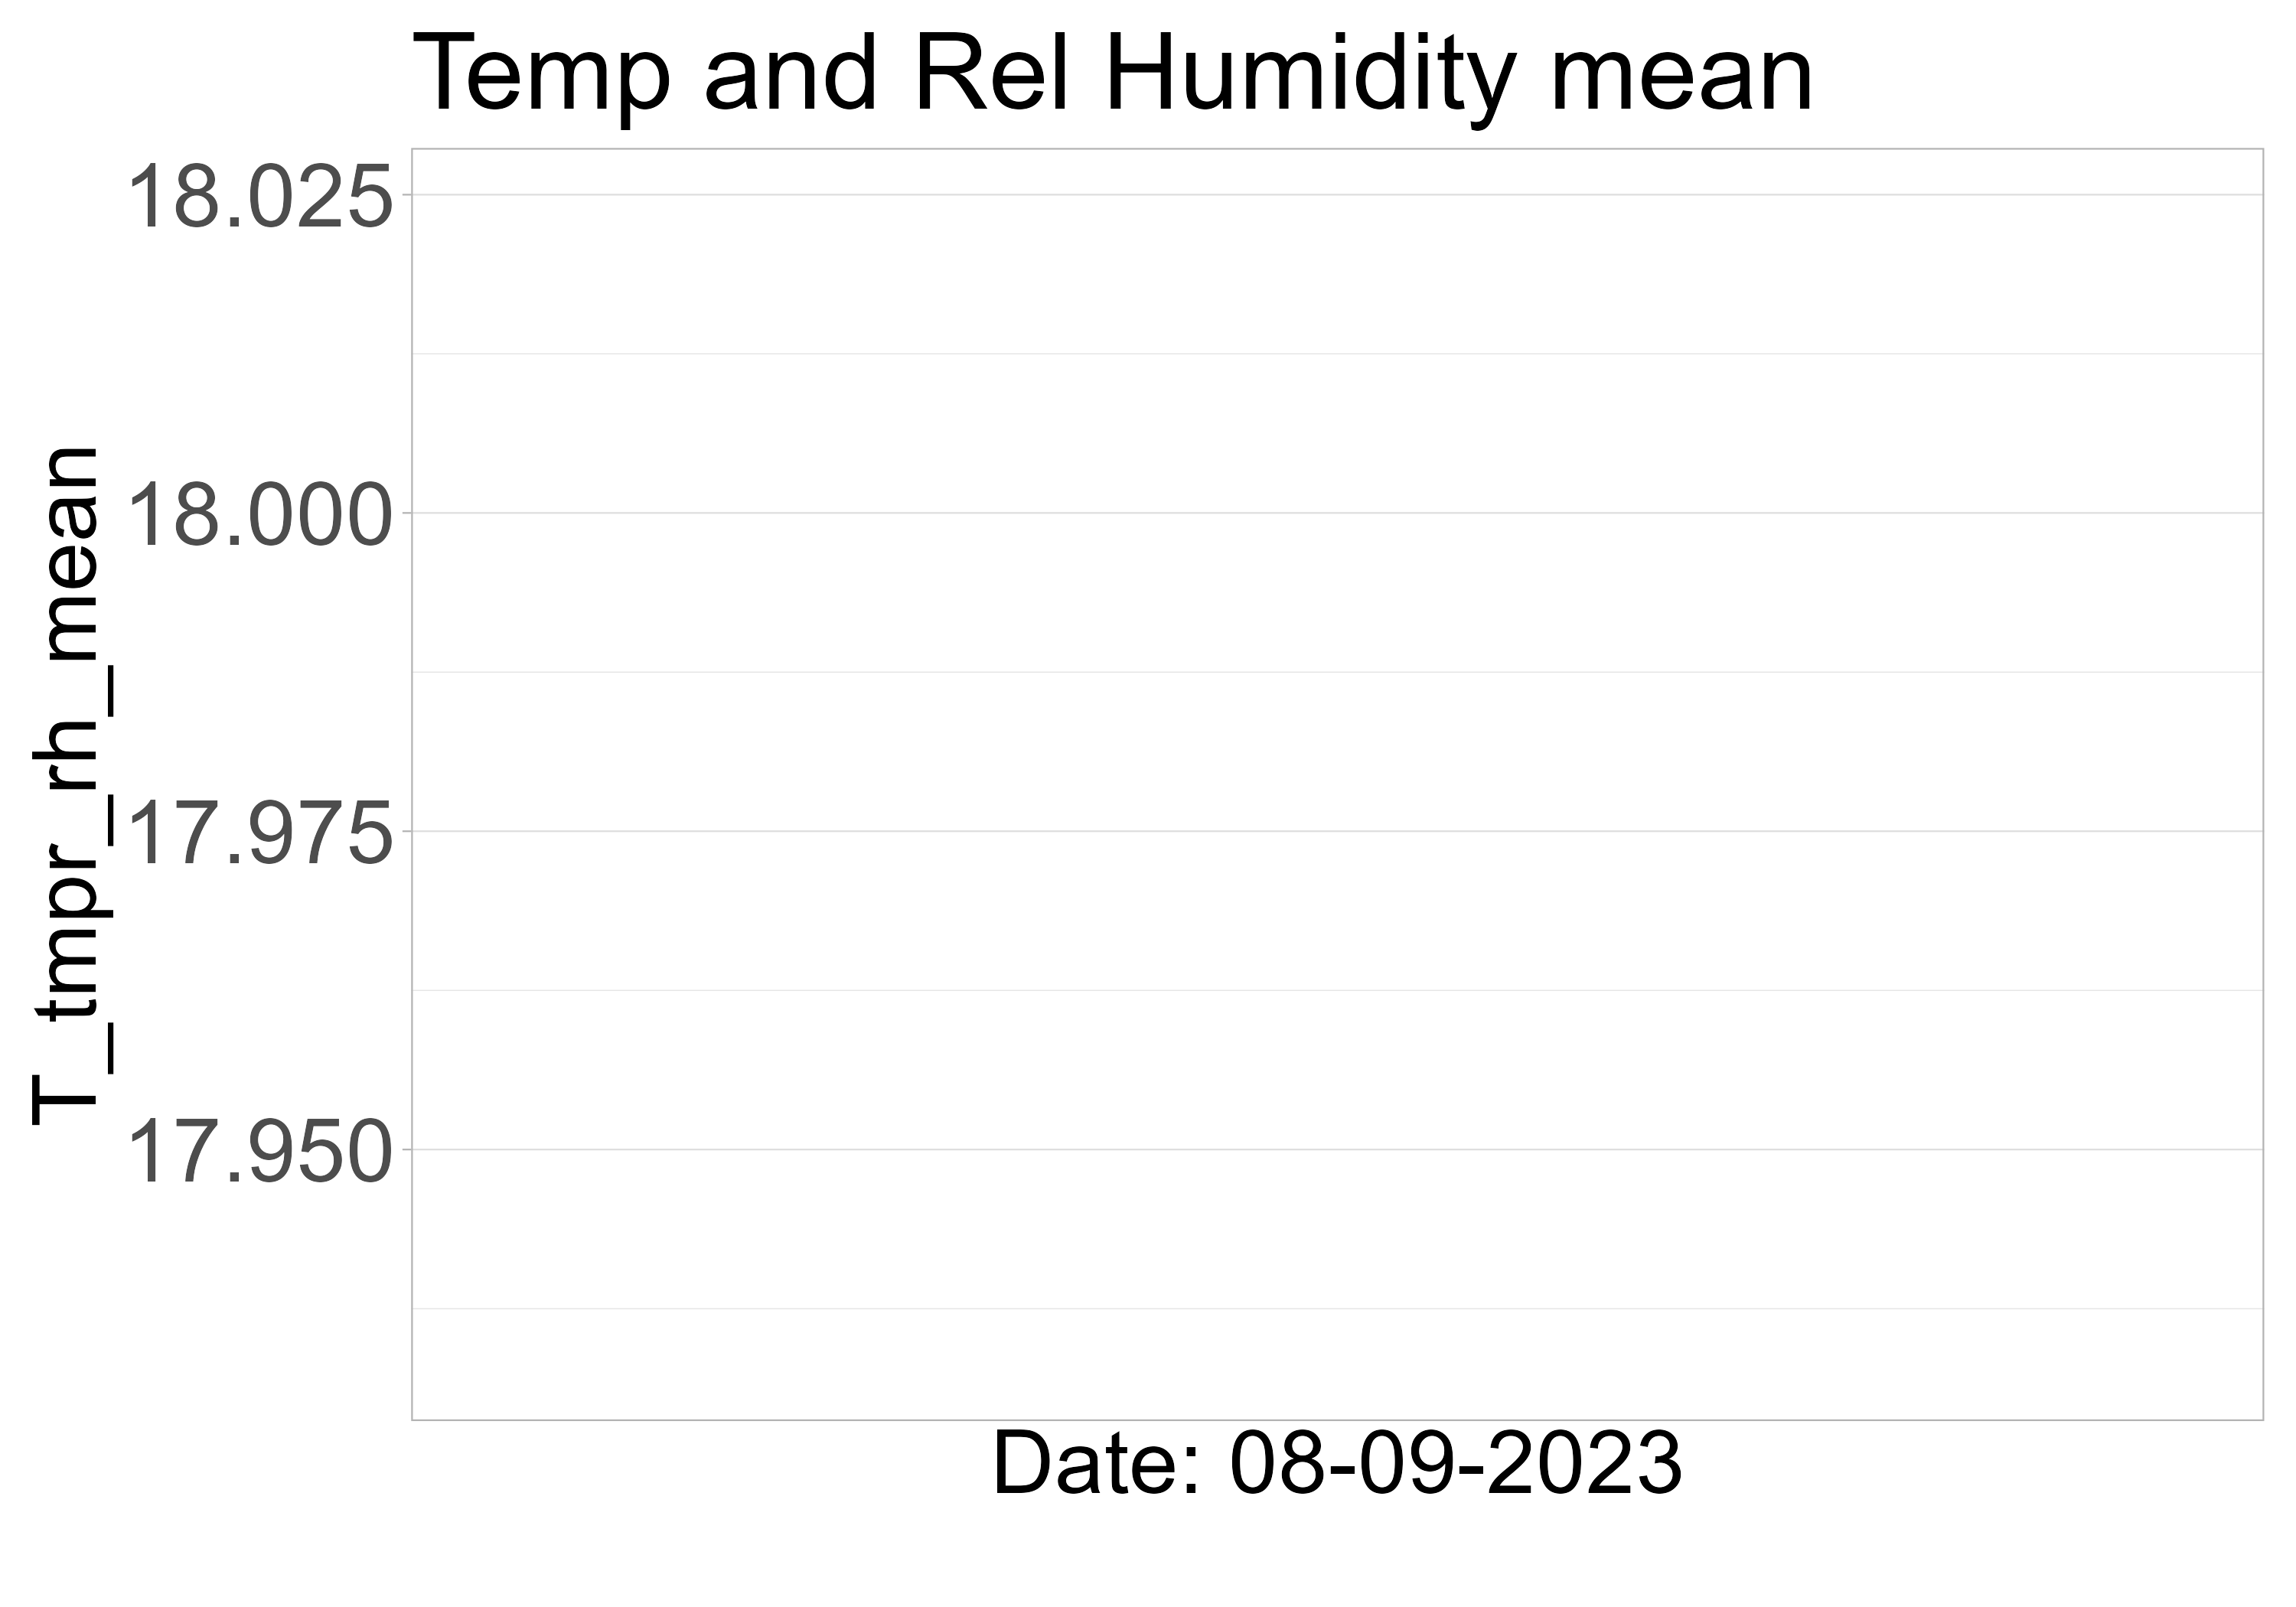 Temp and Rel Humidity mean
T_tmpr_rh_mean
18.025
18.000
17.975
17.950
Date: 08-09-2023